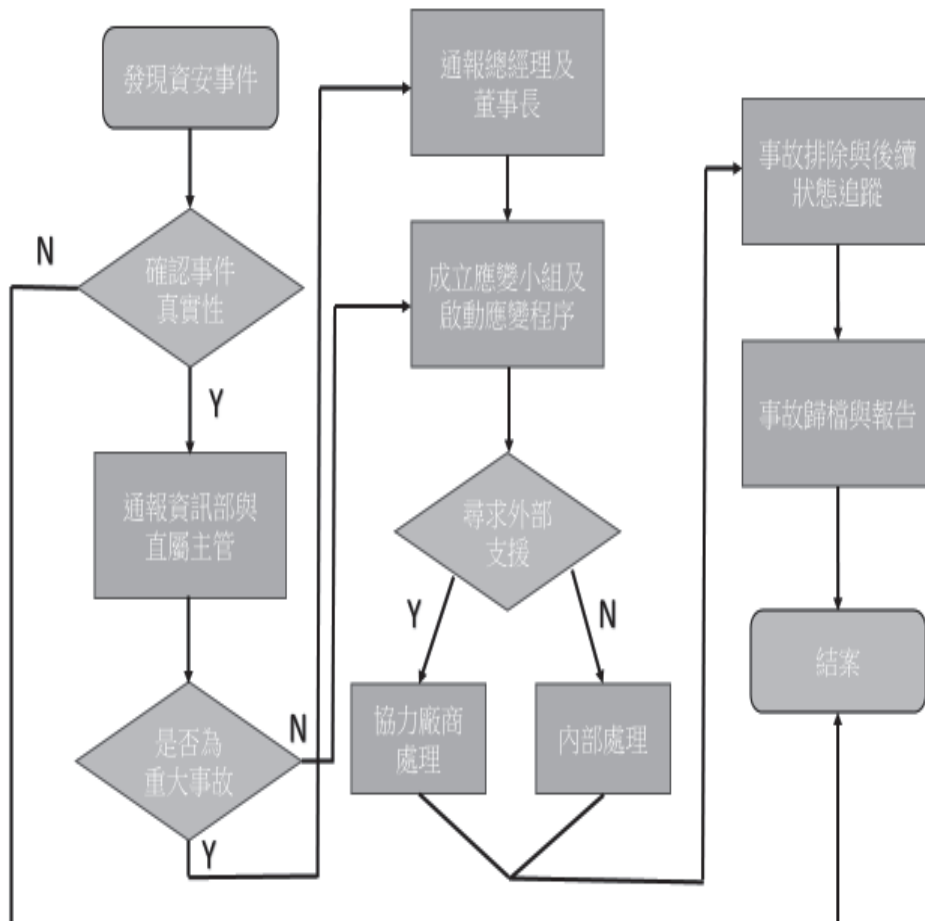 發現資安事件
N
確認事件
真實性
Y
通報資訊部與
直屬主管
是否為
重大事故
N
Y
通報總經理及
董事長
成立應變小組及
啟動應變程序
尋求外部
支援
Y
N
協力廠商
處理
內部處理
事故排除與後續
狀態追蹤
事故歸檔與報告
結案